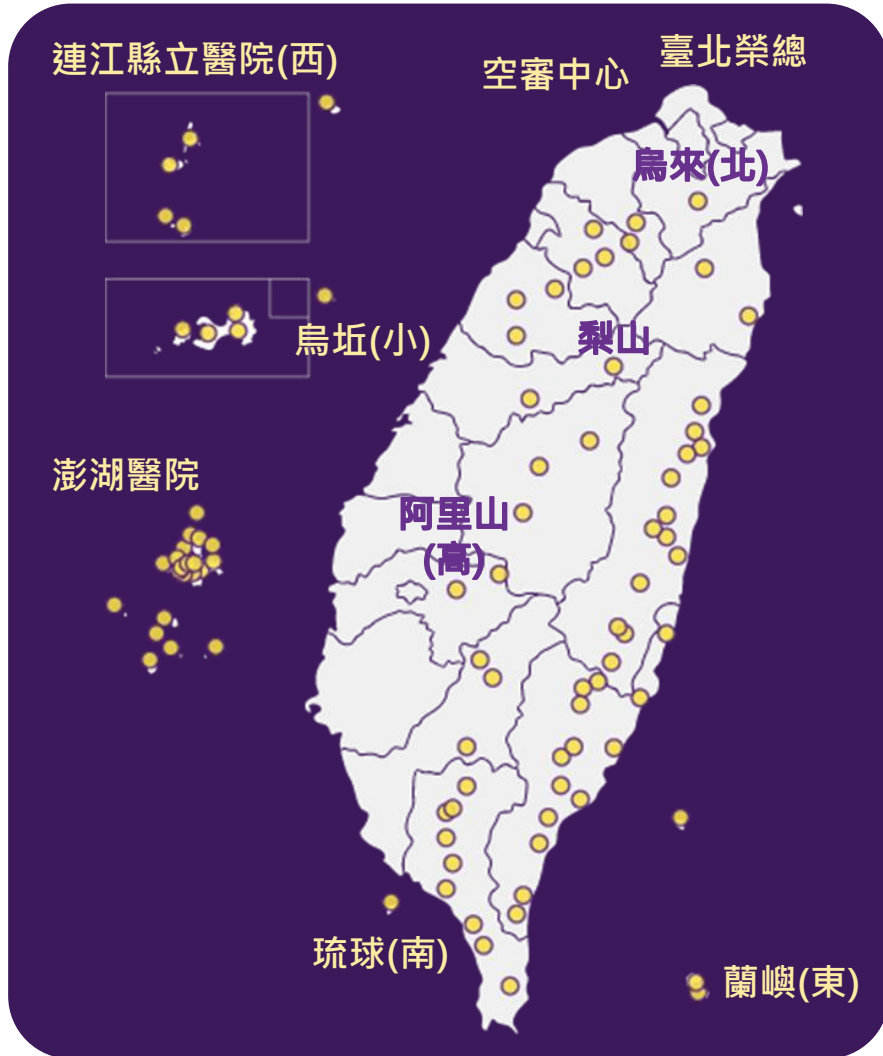 連江縣立醫院(西)
空審中心
臺北榮總
烏來(北)
烏坵(小)
梨山
澎湖醫院
阿里山
(高)
琉球(南)
蘭嶼(東)